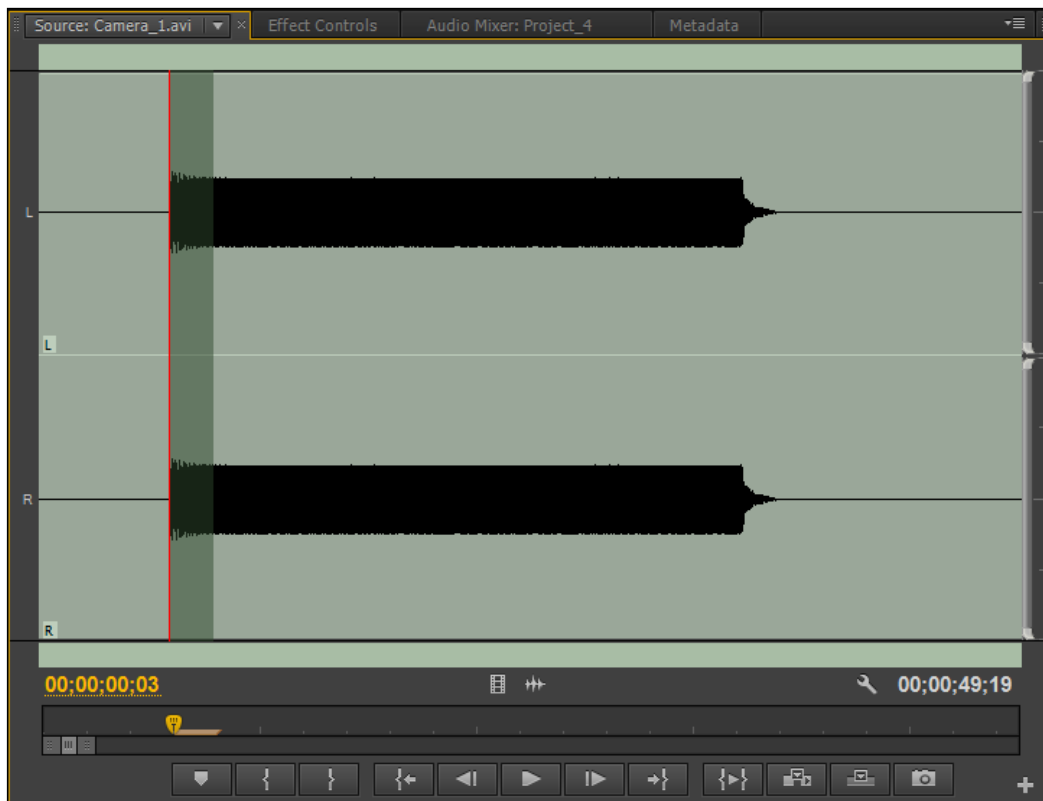 Source: Camera_1.avi Effect Controls Audio Mixer: Project_4 Metadata
L
L
R
R
00;00;00;03 00;00;49;19